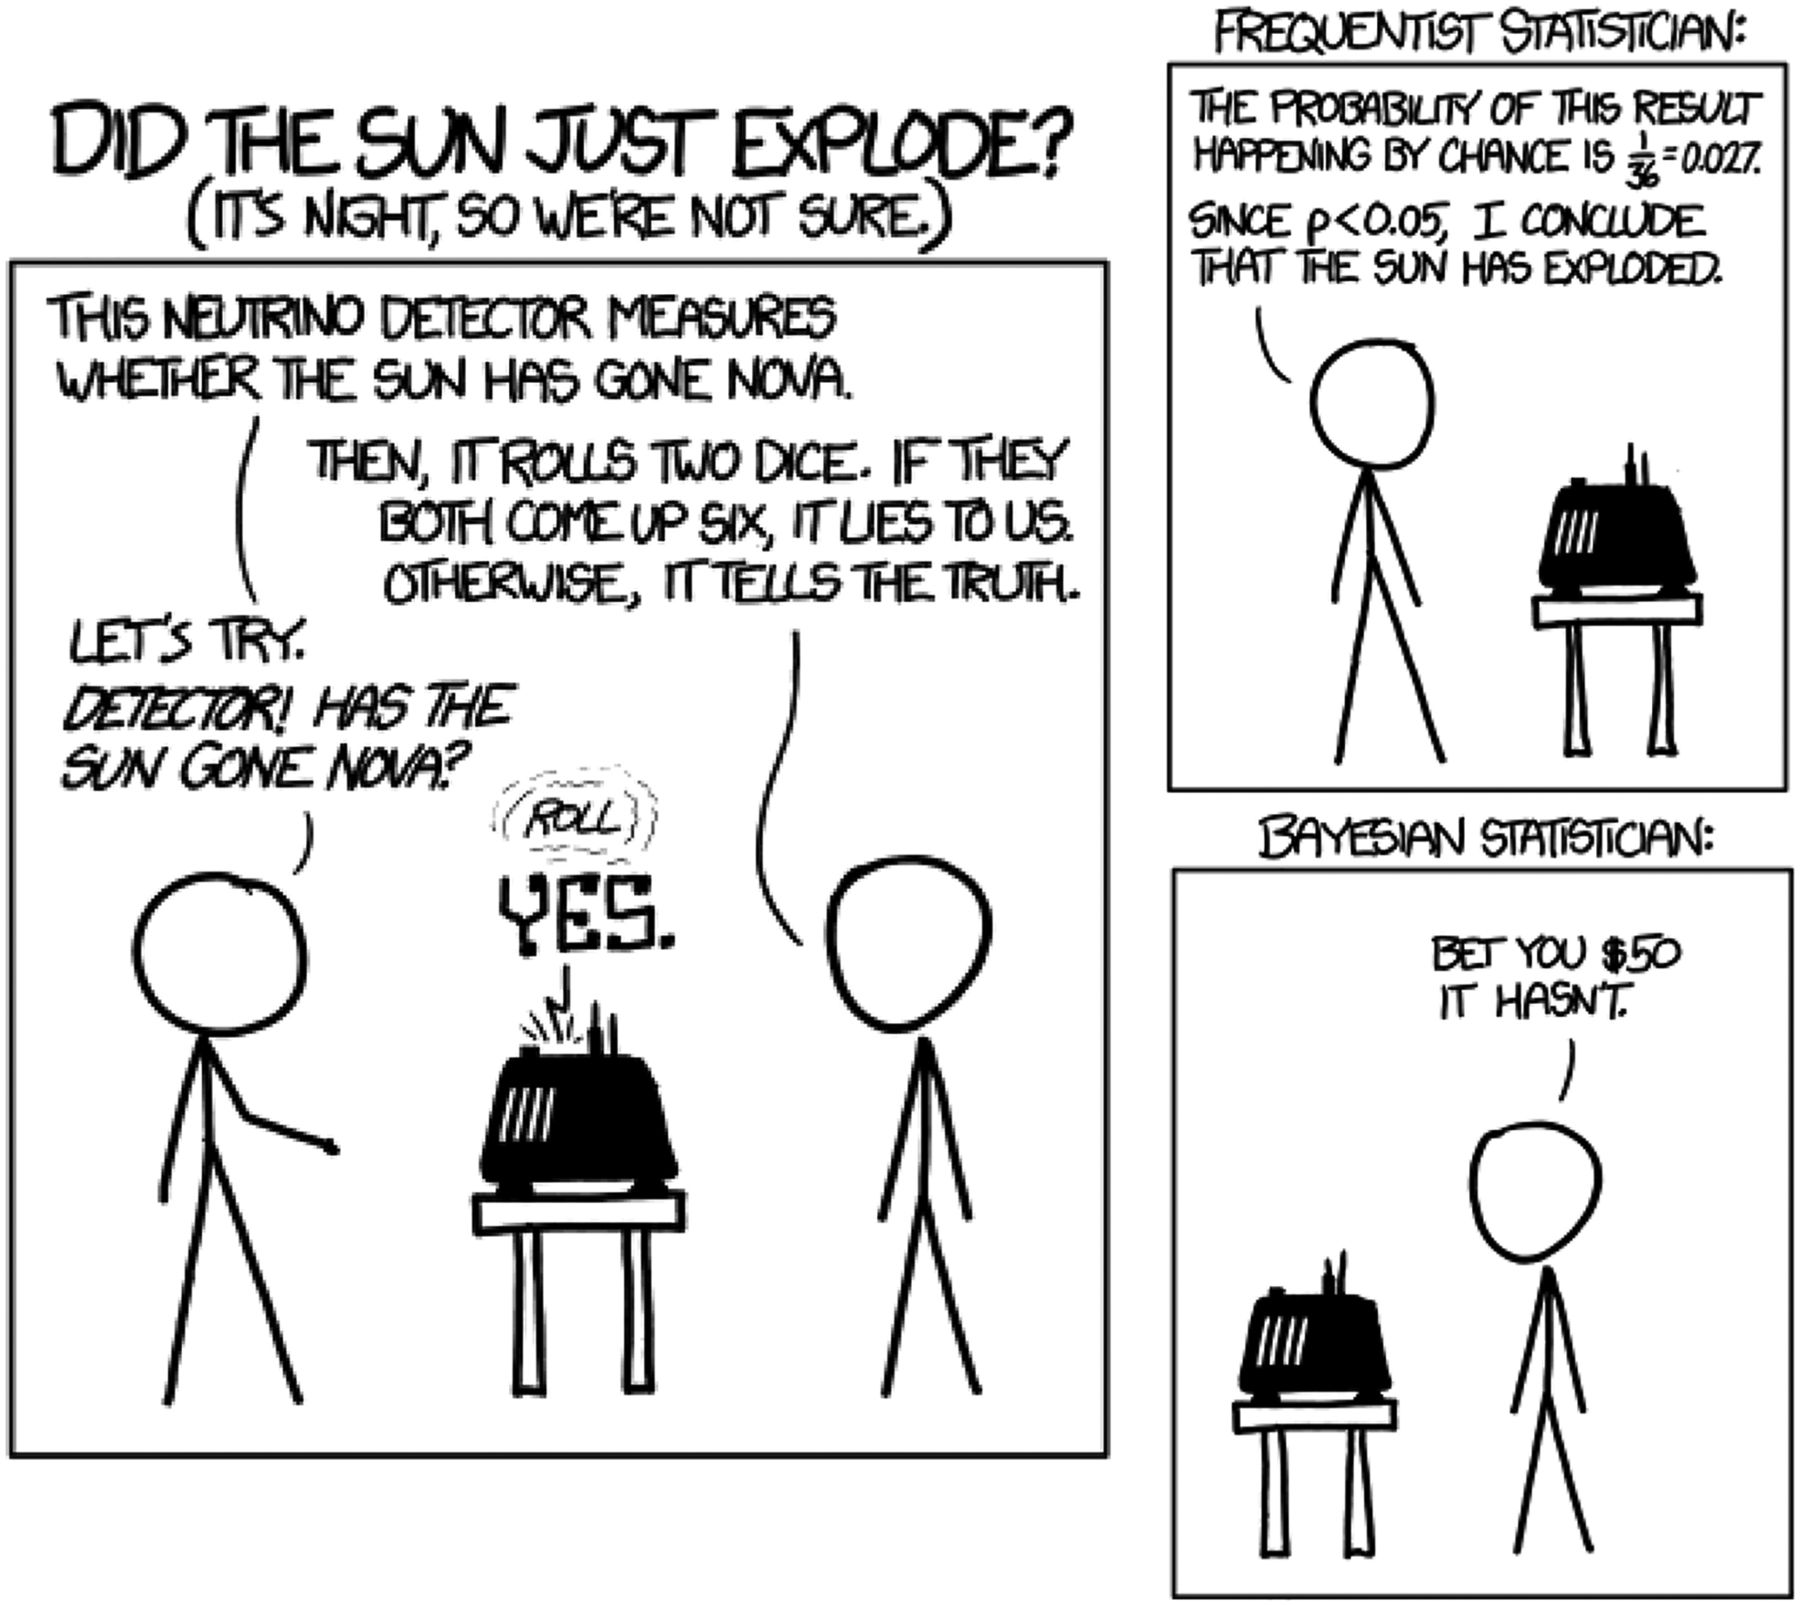 DID THE SUN JUST EXPLODE?
(IT'S NIGHT, SO WE'RE NOT SURE.)
THIS NEUTRINO DETECTOR MEASURES
WHETHER THE SUN HAS GONE NOVA.
THEN, IT ROLLS TWO DICE. IF THEY
BOTH COME UP SIX, IT LIES TO US.
OTHERWISE, IT TELLS THE TRUTH.
LET'S TRY.
DETECTOR! HAS THE
SUN GONE NOVA?
ROLL
YES.
FREQUENTIST STATISTICIAN:
THE PROBABILITY OF THIS RESULT
HAPPENING BY CHANCE IS 1/36=0.027.
SINCE p<0.05, I CONCLUDE
THAT THE SUN HAS EXPLODED.
BAYESIAN STATISTICIAN:
BET YOU $50
IT HASN'T.